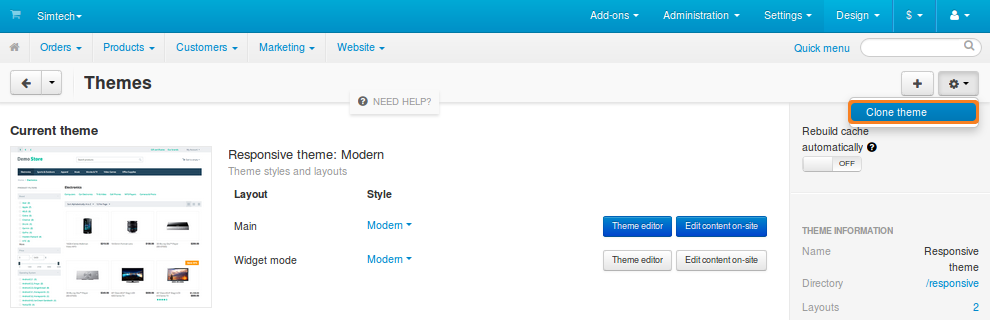 Simtech
Add-ons
Administration
Settings
Design
$
Orders
Products
Customers
Marketing
Website
Quick menu
Themes
NEED HELP?
Clone theme
Current theme
Rebuild cache
automatically
OFF
Demo Store
Responsive theme: Modern
Theme styles and layouts
Layout Style
Main Modern Theme editor Edit content on-site
Widget mode Modern Theme editor Edit content on-site
THEME INFORMATION
Name Responsive
theme
Directory /responsive
Layouts 2